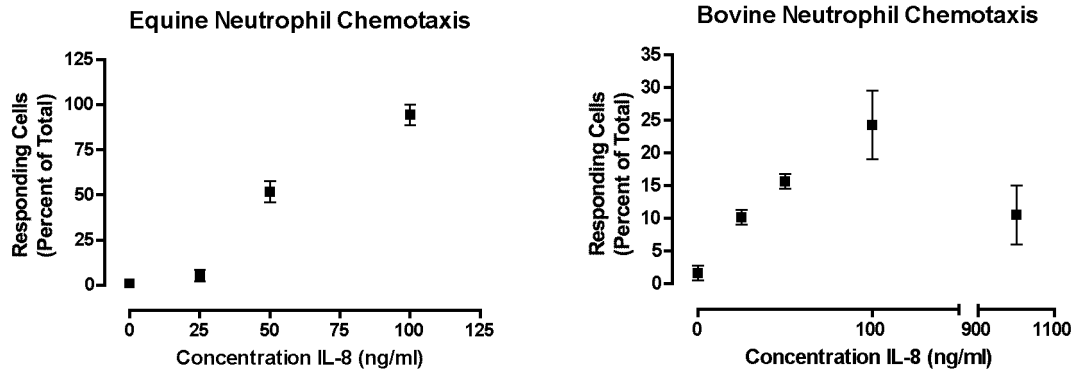 Equine Neutrophil Chemotaxis
Responding Cells
(Percent of Total)
125
100
75
50
25
0
0 25 50 75 100 125
Concentration IL-8 (ng/ml)
Bovine Neutrophil Chemotaxis
Responding Cells
(Percent of Total)
35
30
25
20
15
10
5
0
0 100 900 1100
Concentration IL-8 (ng/ml)